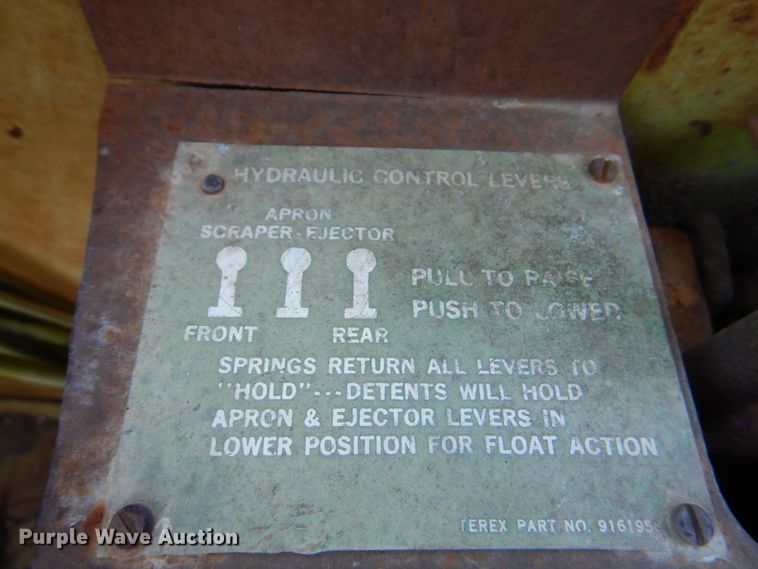 HYDRAULIC CONTROL LEVERS
APRON
SCRAPER-EJECTOR
PULL TO RAISE
PUSH TO LOWER
FRONT REAR
SPRINGS RETURN ALL LEVERS TO
"HOLD"---DETENTS WILL HOLD
APRON & EJECTOR LEVERS IN
LOWER POSITION FOR FLOAT ACTION
TEREX PART NO.
Purple Wave Auction